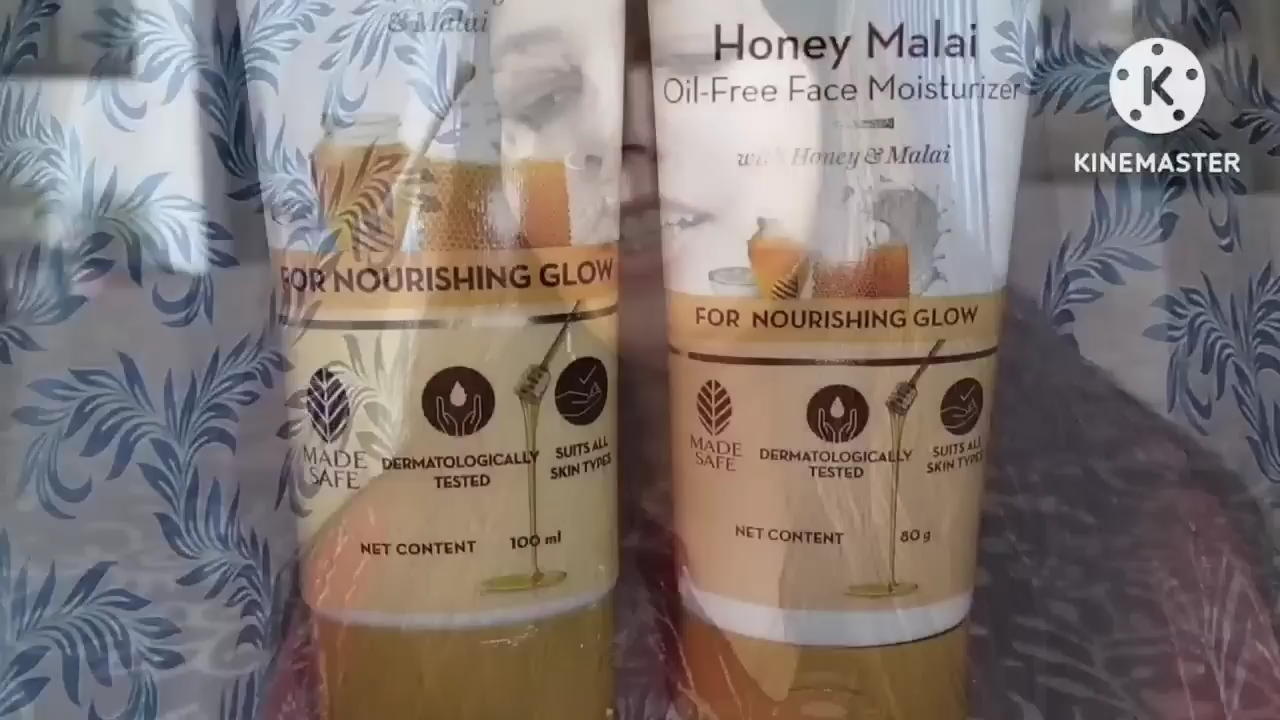 & Malai
FOR NOURISHING GLOW
MADE
SAFE
DERMATOLOGICALLY
TESTED
SUITS ALL
SKIN TYPES
NET CONTENT 100 ml
Honey Malai
Oil-Free Face Moisturizer
with Honey & Malai
FOR NOURISHING GLOW
MADE
SAFE
DERMATOLOGICALLY
TESTED
SUITS ALL
SKIN TYPES
NET CONTENT 80 g
K
KINEMASTER